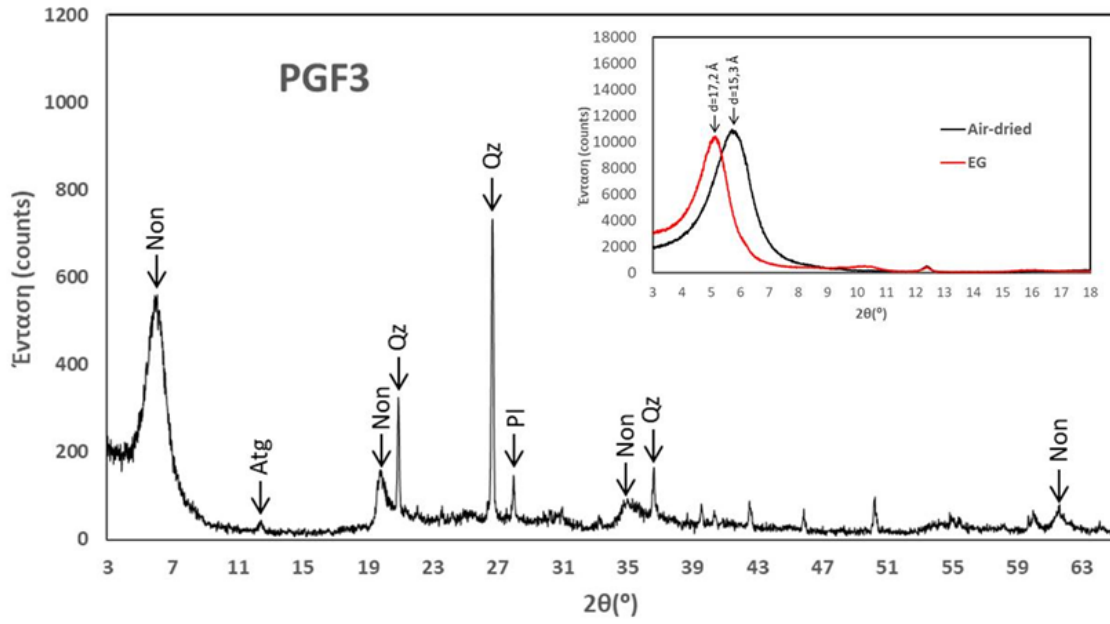 PGF3
Ένταση (counts)
1200
1000
800
600
400
200
0
Non
Atg
Non
Qz
Qz
Pl
Non
Qz
Non
3 7 11 15 19 23 27 31 35 39 43 47 51 55 59 63
2θ(º)
Ένταση (counts)
18000
16000
14000
12000
10000
8000
6000
4000
2000
0
d=17,2 Å
d=15,3 Å
Air-dried
EG
3 4 5 6 7 8 9 10 11 12 13 14 15 16 17 18
2θ(º)